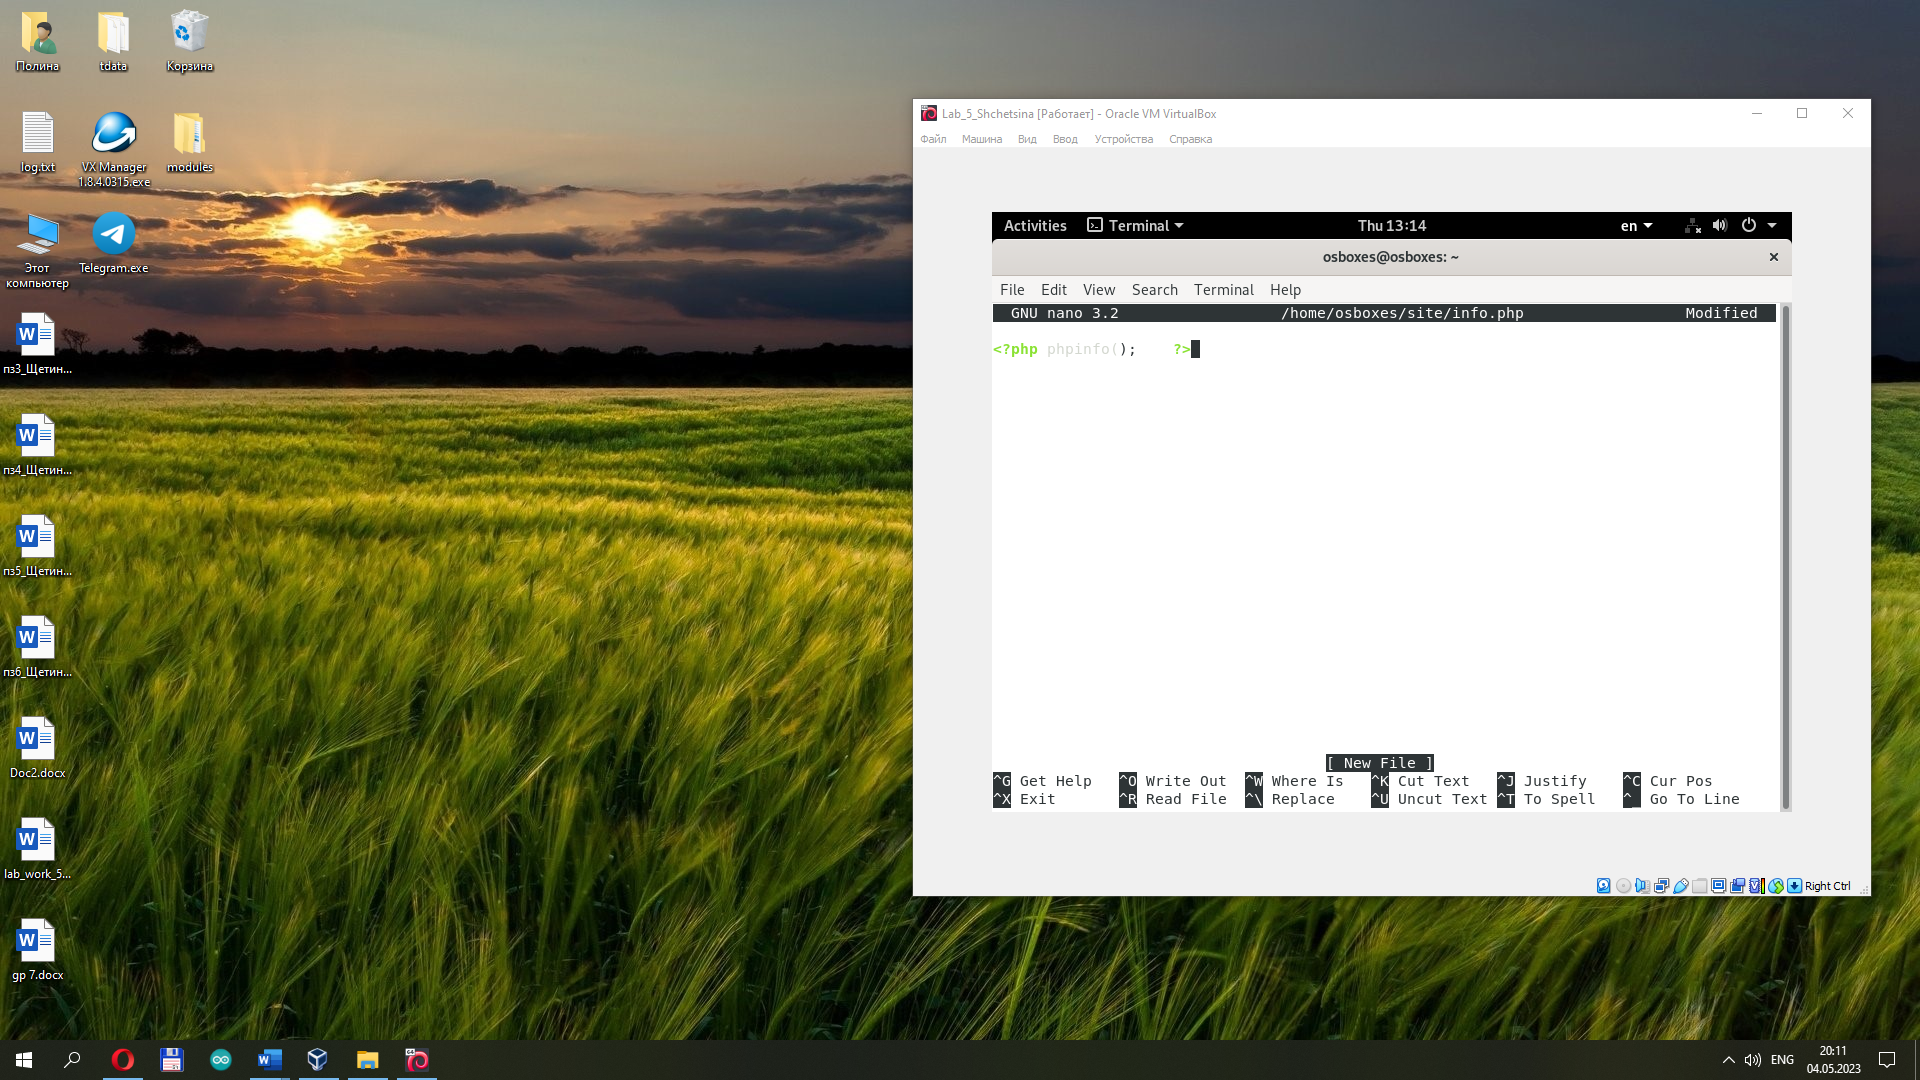 Полина
tdata
Корзина
log.txt
VX Manager
1.8.4.0315.exe
modules
Этот
компьютер
Telegram.exe
пз3_Щетин...
пз4_Щетин...
пз5_Щетин...
пз6_Щетин...
Doc2.docx
lab_work_5...
gp 7.docx
Lab_5_Shchetsina [Работает] - Oracle VM VirtualBox
Файл Машина Вид Ввод Устройства Справка
Activities Terminal Thu 13:14 en
osboxes@osboxes: ~
File Edit View Search Terminal Help
GNU nano 3.2 /home/osboxes/site/info.php Modified
<?php phpinfo(); ?>
[ New File ]
^G Get Help ^O Write Out ^W Where Is ^K Cut Text ^J Justify ^C Cur Pos
^X Exit ^R Read File ^\ Replace ^U Uncut Text ^T To Spell ^_ Go To Line
Right Ctrl
ENG
20:11
04.05.2023